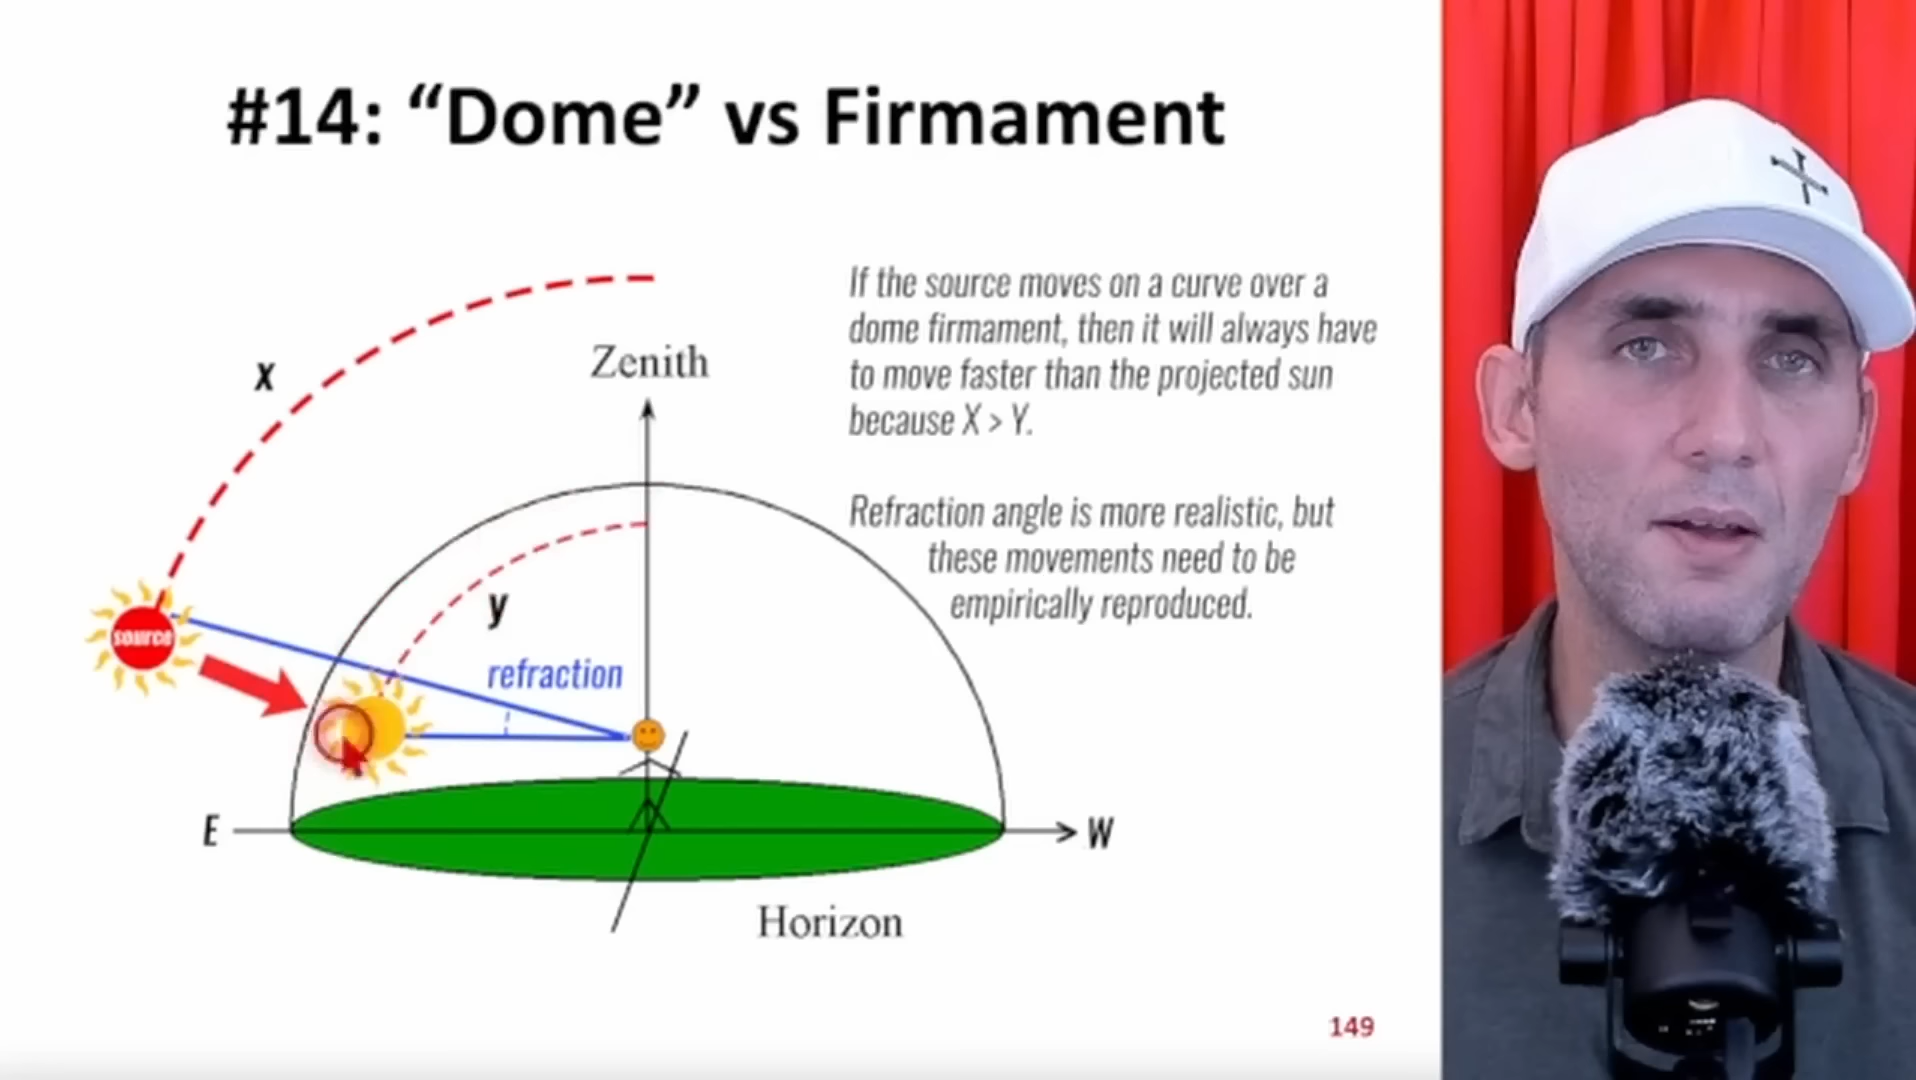 #14: “Dome” vs Firmament
If the source moves on a curve over a
dome firmament, then it will always have
to move faster than the projected sun
because X > Y.
Refraction angle is more realistic, but
these movements need to be
empirically reproduced.
x
Zenith
y
source
refraction
E
W
Horizon
149